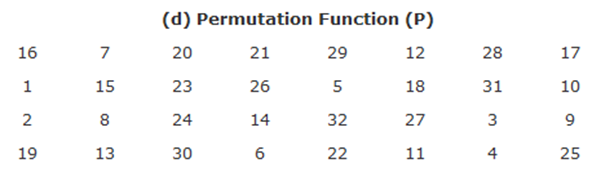 (d) Permutation Function (P)
16 7 20 21 29 12 28 17
1 15 23 26 5 18 31 10
2 8 24 14 32 27 3 9
19 13 30 6 22 11 4 25